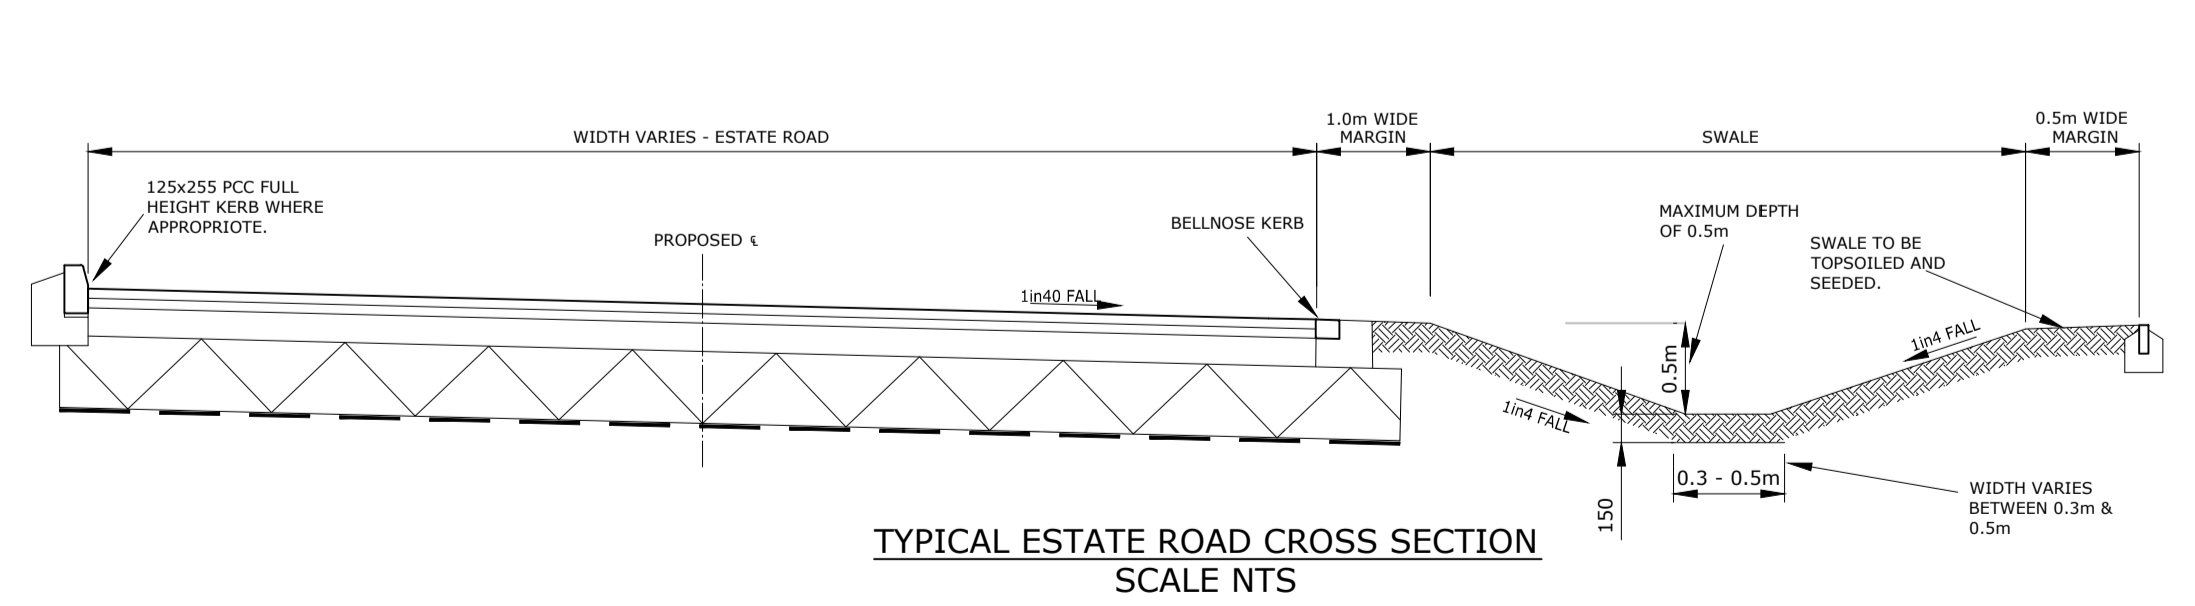 WIDTH VARIES - ESTATE ROAD
1.0m WIDE
MARGIN
SWALE
0.5m WIDE
MARGIN
125x255 PCC FULL
HEIGHT KERB WHERE
APPROPRIOTE.
PROPOSED ℄
BELLNOSE KERB
MAXIMUM DEPTH
OF 0.5m
SWALE TO BE
TOPSOILED AND
SEEDED.
1in40 FALL
1in4 FALL
0.5m
1in4 FALL
0.3 - 0.5m
150
WIDTH VARIES
BETWEEN 0.3m &
0.5m
TYPICAL ESTATE ROAD CROSS SECTION
SCALE NTS